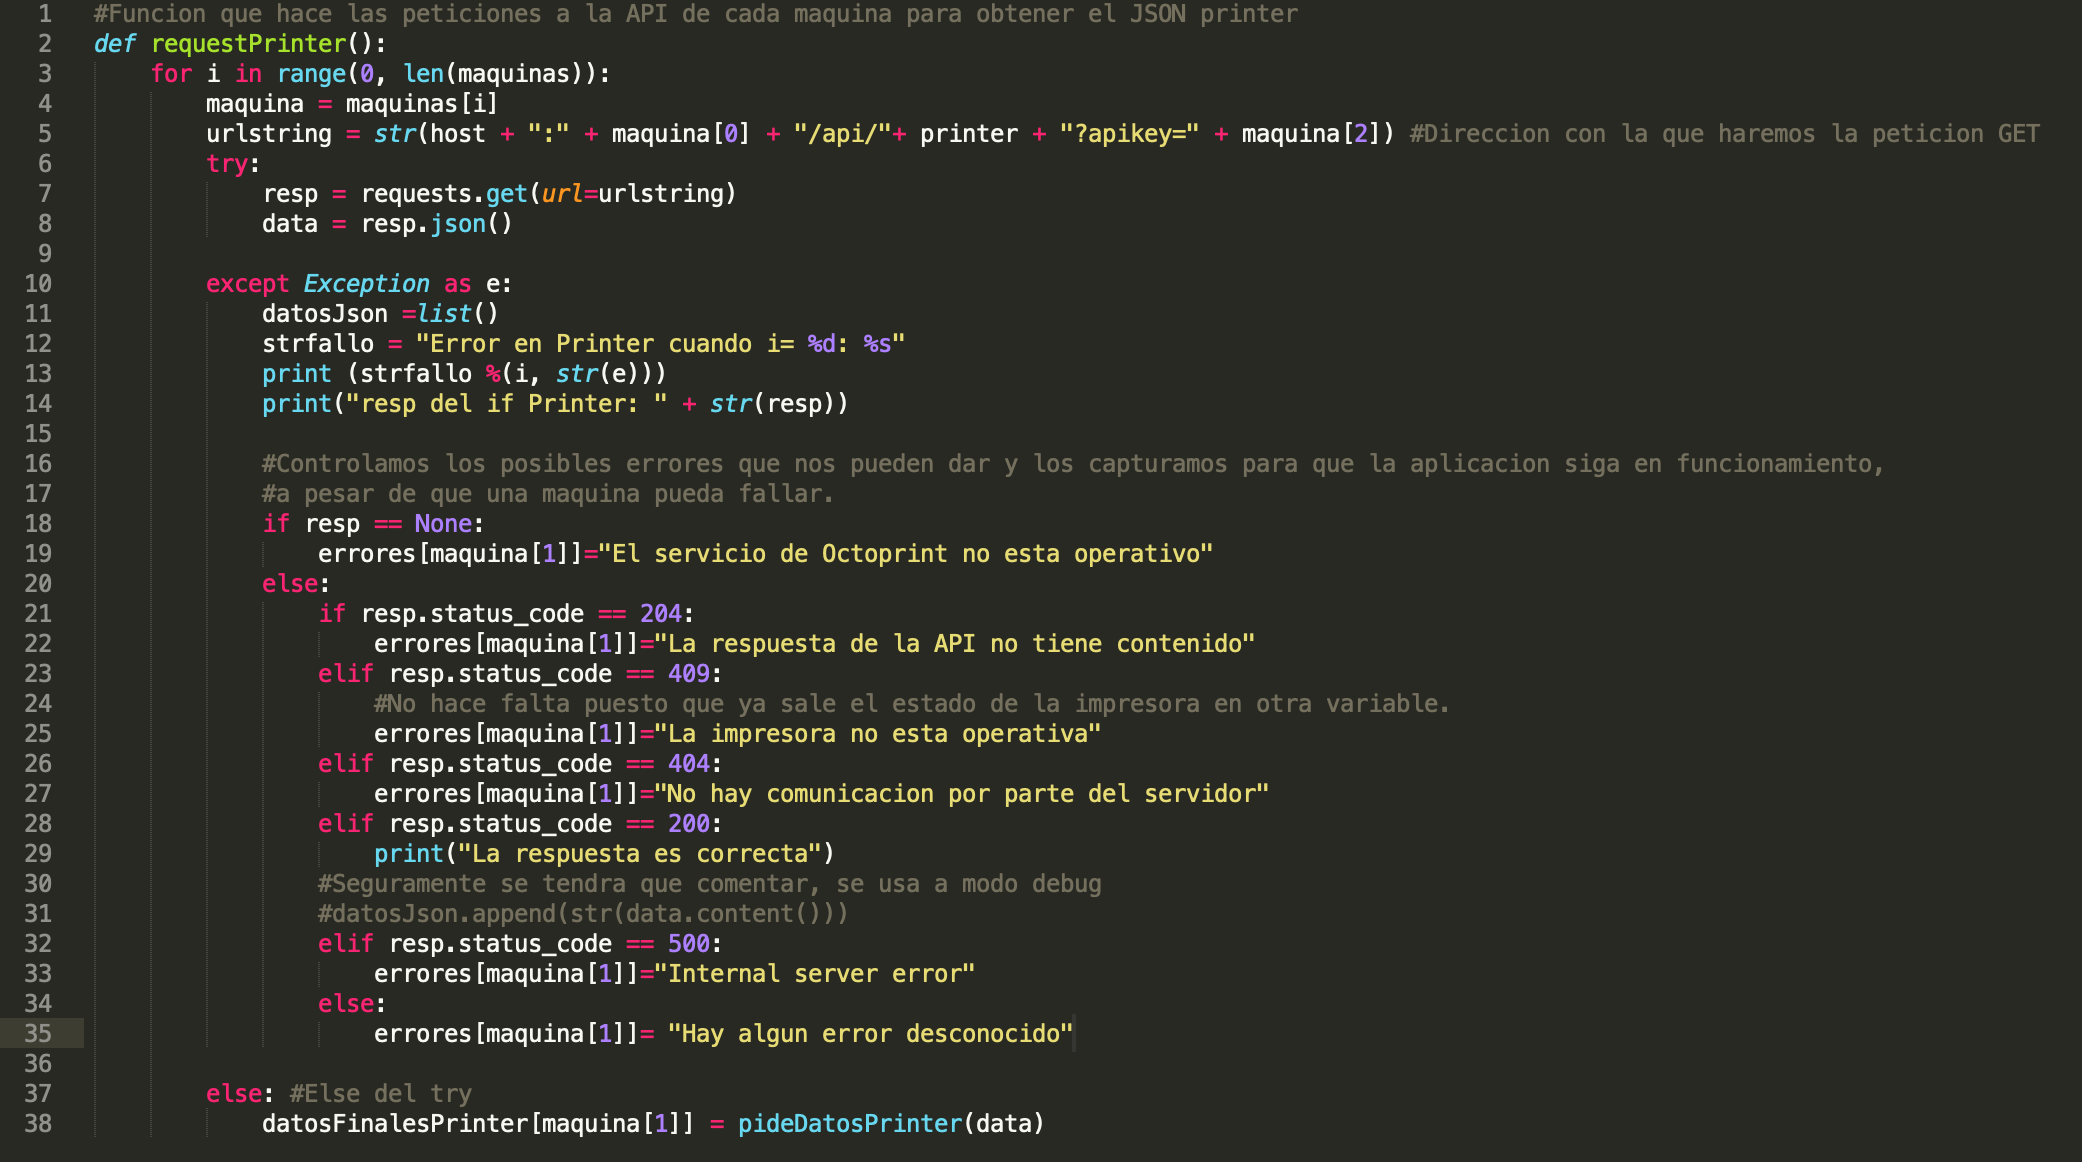 1 #Funcion que hace las peticiones a la API de cada maquina para obtener el JSON printer
2 def requestPrinter():
3     for i in range(0, len(maquinas)):
4         maquina = maquinas[i]
5         urlstring = str(host + ":" + maquina[0] + "/api/"+ printer + "?apikey=" + maquina[2]) #Direccion con la que haremos la peticion GET
6         try:
7             resp = requests.get(url=urlstring)
8             data = resp.json()
9
10         except Exception as e:
11             datosJson =list()
12             strfallo = "Error en Printer cuando i= %d: %s"
13             print (strfallo %(i, str(e)))
14             print("resp del if Printer: " + str(resp))
15
16             #Controlamos los posibles errores que nos pueden dar y los capturamos para que la aplicacion siga en funcionamiento,
17             #a pesar de que una maquina pueda fallar.
18             if resp == None:
19                 errores[maquina[1]]="El servicio de Octoprint no esta operativo"
20             else:
21                 if resp.status_code == 204:
22                     errores[maquina[1]]="La respuesta de la API no tiene contenido"
23                 elif resp.status_code == 409:
24                     #No hace falta puesto que ya sale el estado de la impresora en otra variable.
25                     errores[maquina[1]]="La impresora no esta operativa"
26                 elif resp.status_code == 404:
27                     errores[maquina[1]]="No hay comunicacion por parte del servidor"
28                 elif resp.status_code == 200:
29                     print("La respuesta es correcta")
30                 #Seguramente se tendra que comentar, se usa a modo debug
31                 #datosJson.append(str(data.content()))
32                 elif resp.status_code == 500:
33                     errores[maquina[1]]="Internal server error"
34                 else:
35                     errores[maquina[1]]= "Hay algun error desconocido"
36
37         else: #Else del try
38             datosFinalesPrinter[maquina[1]] = pideDatosPrinter(data)